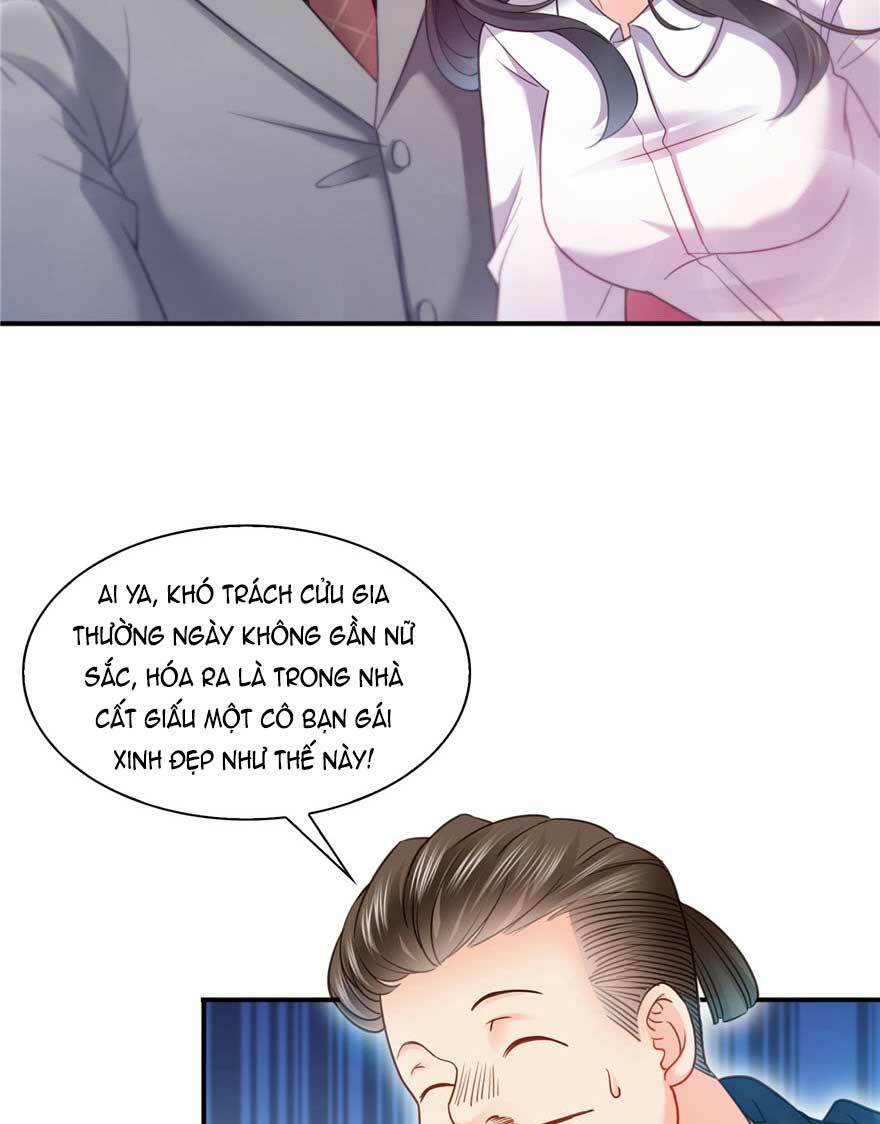 AI YA, KHÓ TRÁCH CỬU GIA
THƯỜNG NGÀY KHÔNG GẦN NỮ
SẮC, HÓA RA LÀ TRONG NHÀ
CẤT GIẤU MỘT CÔ BẠN GÁI
XINH ĐẸP NHƯ THẾ NÀY!